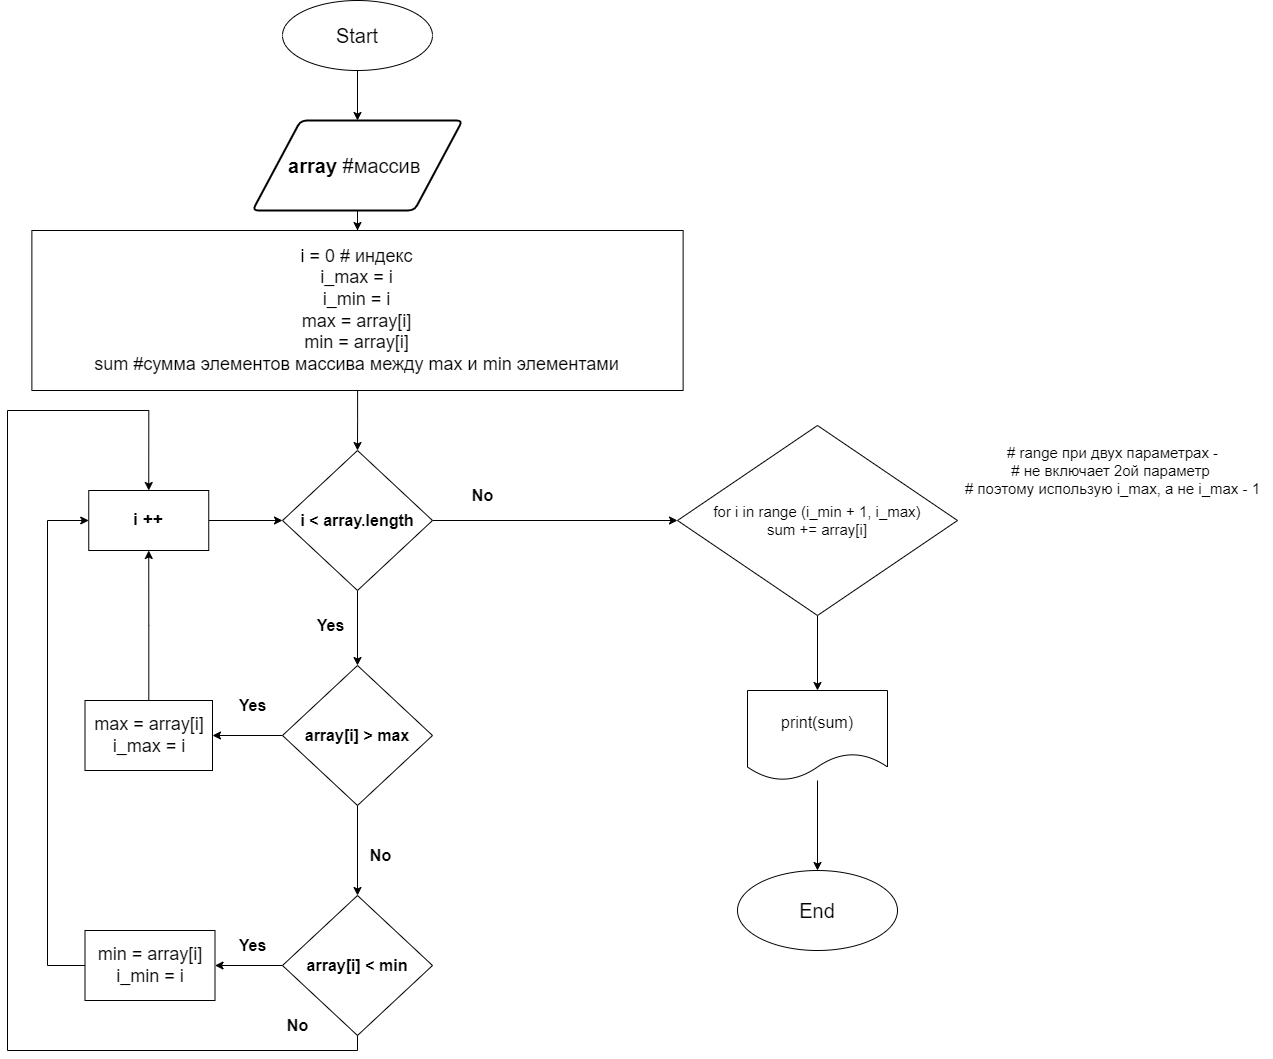 Start
array #массив
i = 0 # индекс
i_max = i
i_min = i
max = array[i]
min = array[i]
sum #сумма элементов массива между max и min элементами
i ++
i < array.length
No
for i in range (i_min + 1, i_max)
sum += array[i]
# range при двух параметрах -
# не включает 2ой параметр
# поэтому использую i_max, а не i_max - 1
Yes
array[i] > max
Yes
max = array[i]
i_max = i
print(sum)
No
array[i] < min
Yes
min = array[i]
i_min = i
No
End